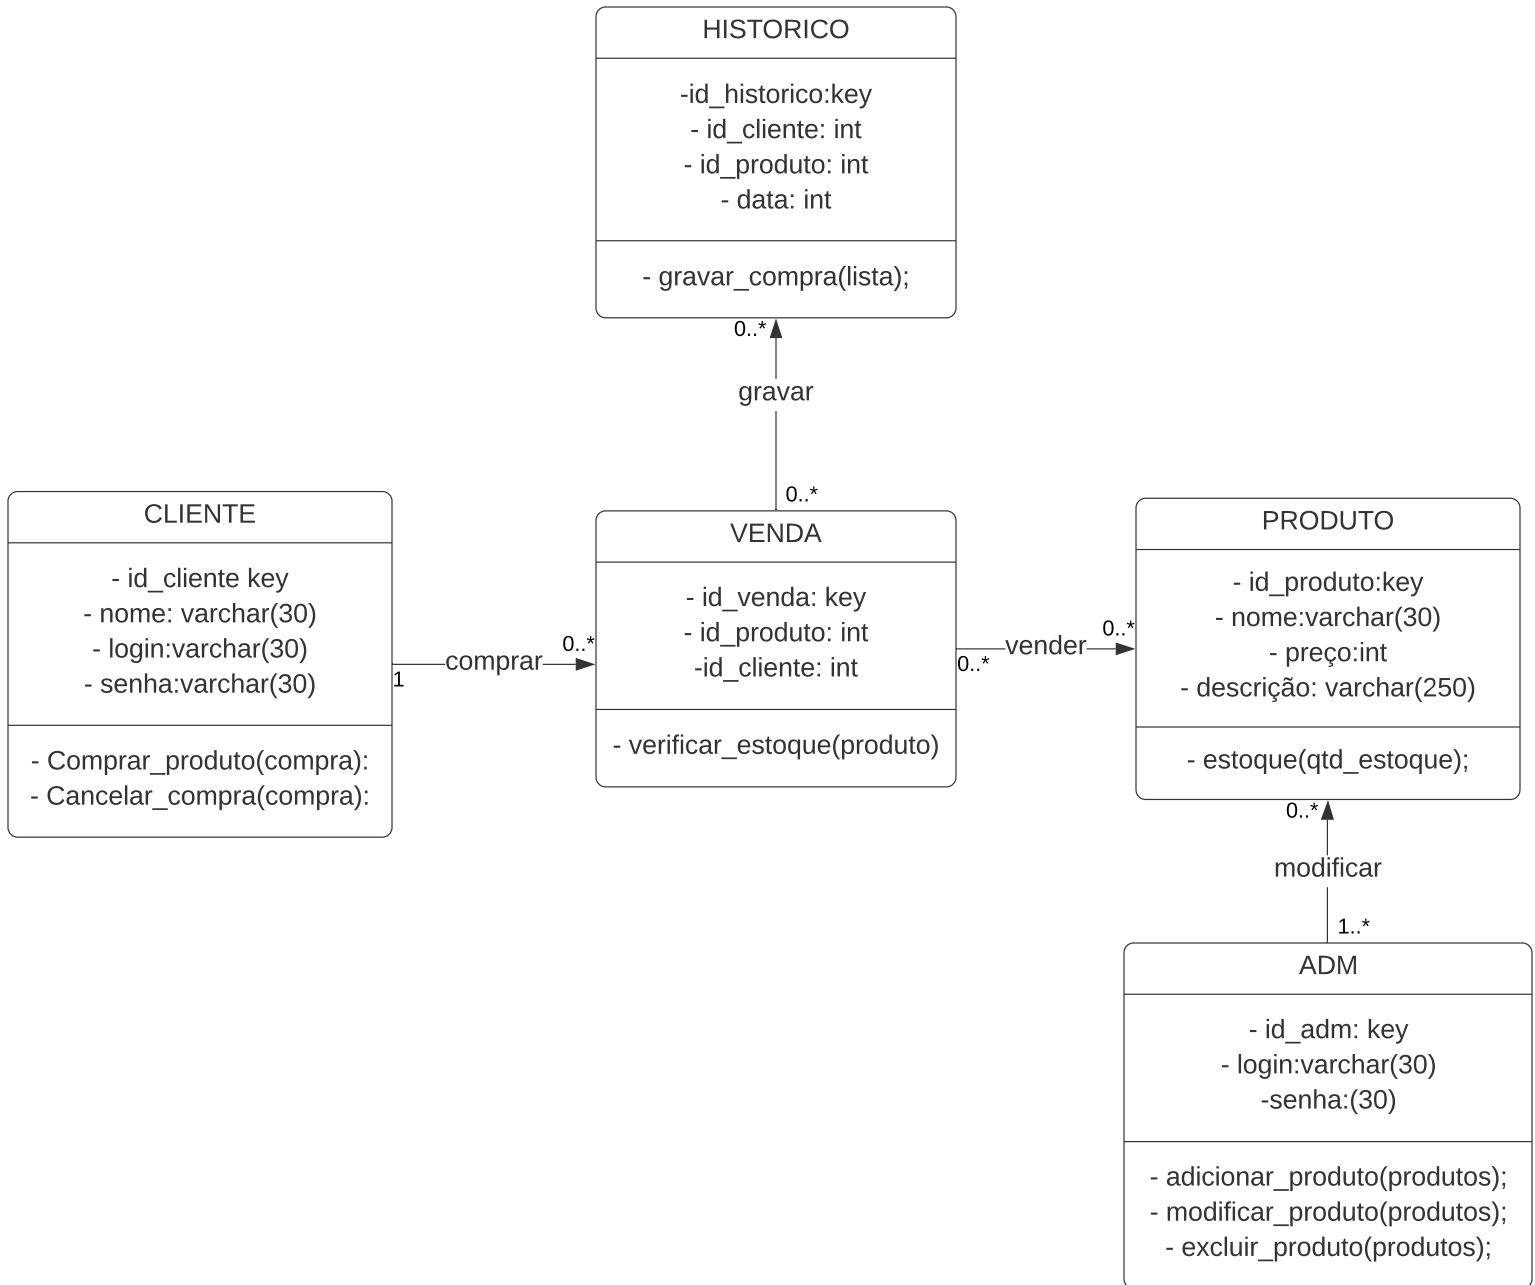 HISTORICO
-id_historico:key
- id_cliente: int
- id_produto: int
- data: int
- gravar_compra(lista);
0..*
gravar
0..*
CLIENTE
- id_cliente key
- nome: varchar(30)
- login:varchar(30)
- senha:varchar(30)
- Comprar_produto(compra):
- Cancelar_compra(compra):
1
comprar
0..*
VENDA
- id_venda: key
- id_produto: int
-id_cliente: int
- verificar_estoque(produto)
0..*
vender
0..*
PRODUTO
- id_produto:key
- nome:varchar(30)
- preço:int
- descrição: varchar(250)
- estoque(qtd_estoque);
0..*
modificar
1..*
ADM
- id_adm: key
- login:varchar(30)
-senha:(30)
- adicionar_produto(produtos);
- modificar_produto(produtos);
- excluir_produto(produtos);